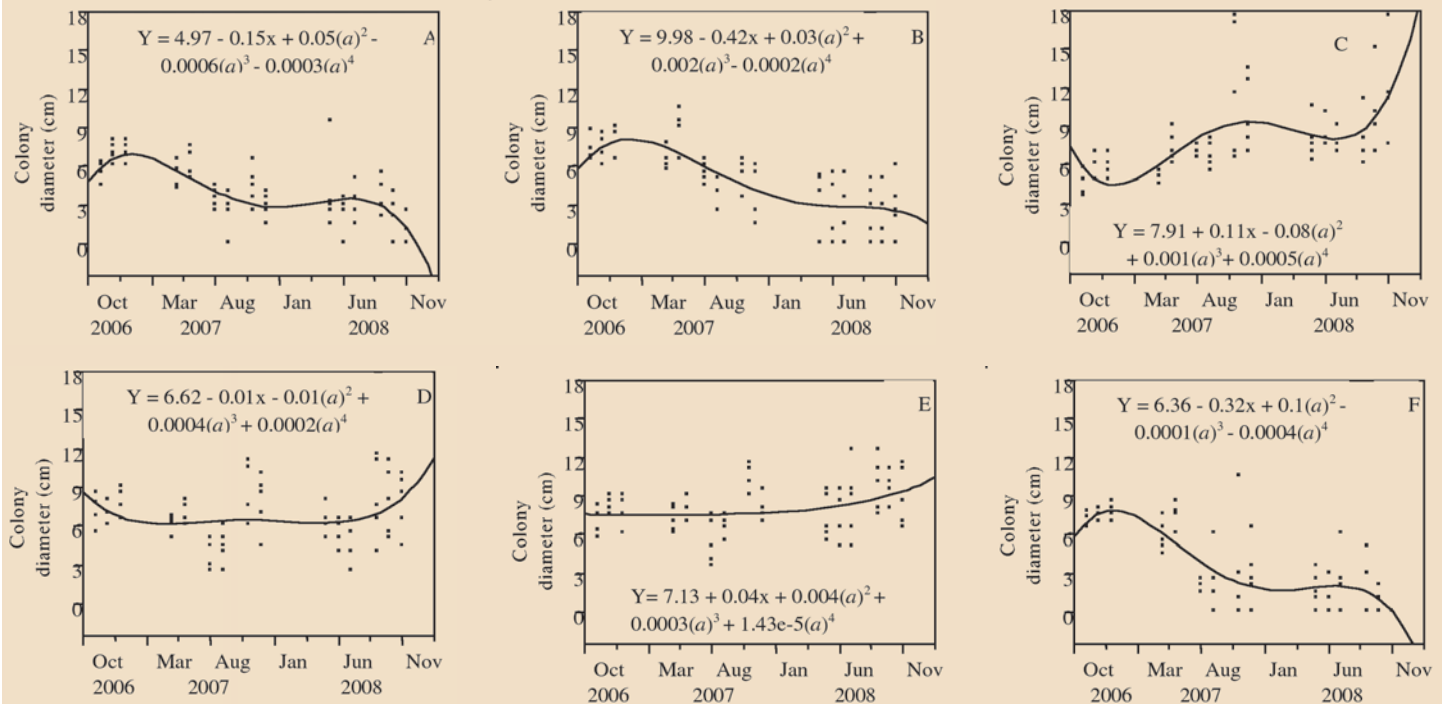 18
15
12
9
6
3
0
Colony
diameter (cm)
Y = 4.97 - 0.15x + 0.05(a)² -
0.0006(a)³ - 0.0003(a)⁴
A
Oct Mar Aug Jan Jun Nov
2006 2007 2008
18
15
12
9
6
3
0
Colony
diameter (cm)
Y = 9.98 - 0.42x + 0.03(a)² +
0.002(a)³- 0.0002(a)⁴
B
Oct Mar Aug Jan Jun Nov
2006 2007 2008
18
15
12
9
6
3
0
Colony
diameter (cm)
C
Y = 7.91 + 0.11x - 0.08(a)²
+ 0.001(a)³+ 0.0005(a)⁴
Oct Mar Aug Jan Jun Nov
2006 2007 2008
18
15
12
9
6
3
0
Colony
diameter (cm)
Y = 6.62 - 0.01x - 0.01(a)² +
0.0004(a)³ + 0.0002(a)⁴
D
Oct Mar Aug Jan Jun Nov
2006 2007 2008
18
15
12
9
6
3
0
Colony
diameter (cm)
E
Y= 7.13 + 0.04x + 0.004(a)² +
0.0003(a)³ + 1.43e-5(a)⁴
Oct Mar Aug Jan Jun Nov
2006 2007 2008
18
15
12
9
6
3
0
Colony
diameter (cm)
Y = 6.36 - 0.32x + 0.1(a)² -
0.0001(a)³ - 0.0004(a)⁴
F
Oct Mar Aug Jan Jun Nov
2006 2007 2008